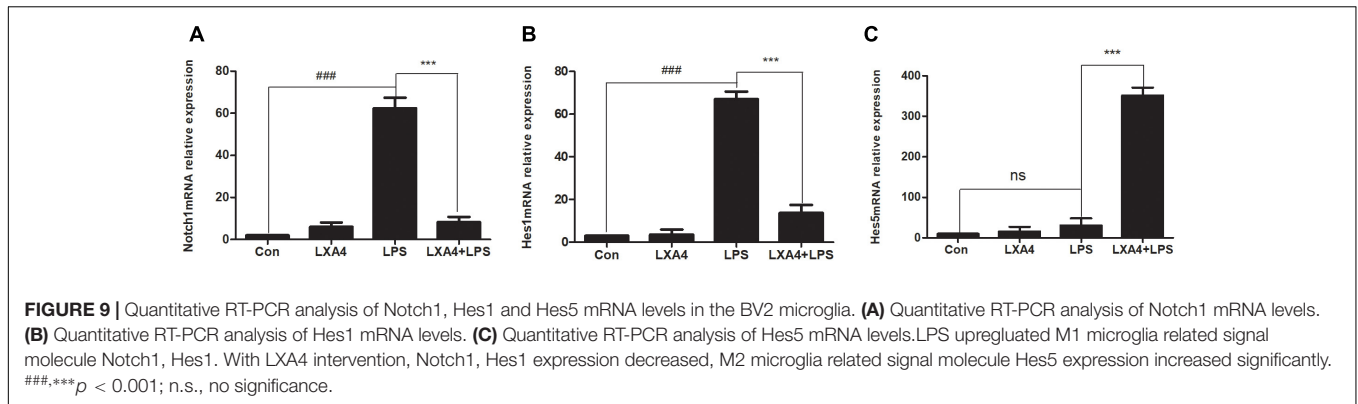 A
Notch1mRNA relative expression
80
60
40
20
0
###
***
Con LXA4 LPS LXA4+LPS
B
Hes1mRNA relative expression
80
60
40
20
0
###
***
Con LXA4 LPS LXA4+LPS
C
Hes5mRNA relative expression
400
300
200
100
0
ns
***
Con LXA4 LPS LXA4+LPS
FIGURE 9 | Quantitative RT-PCR analysis of Notch1, Hes1 and Hes5 mRNA levels in the BV2 microglia. (A) Quantitative RT-PCR analysis of Notch1 mRNA levels.
(B) Quantitative RT-PCR analysis of Hes1 mRNA levels. (C) Quantitative RT-PCR analysis of Hes5 mRNA levels.LPS upregluated M1 microglia related signal
molecule Notch1, Hes1. With LXA4 intervention, Notch1, Hes1 expression decreased, M2 microglia related signal molecule Hes5 expression increased significantly.
###,***p < 0.001; n.s., no significance.